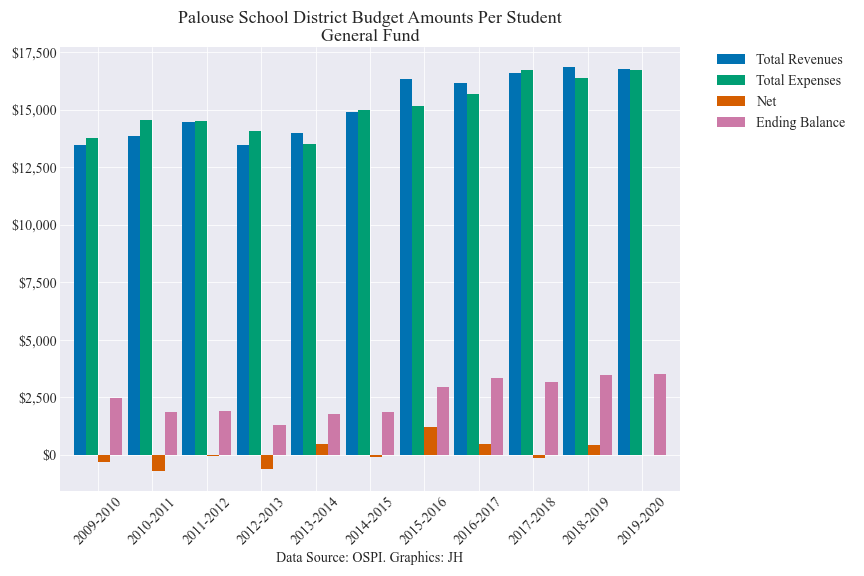 Palouse School District Budget Amounts Per Student
General Fund
$17,500
$15,000
$12,500
$10,000
$7,500
$5,000
$2,500
$0
2009-2010
2010-2011
2011-2012
2012-2013
2013-2014
2014-2015
2015-2016
2016-2017
2017-2018
2018-2019
2019-2020
Data Source: OSPI. Graphics: JH
Total Revenues
Total Expenses
Net
Ending Balance